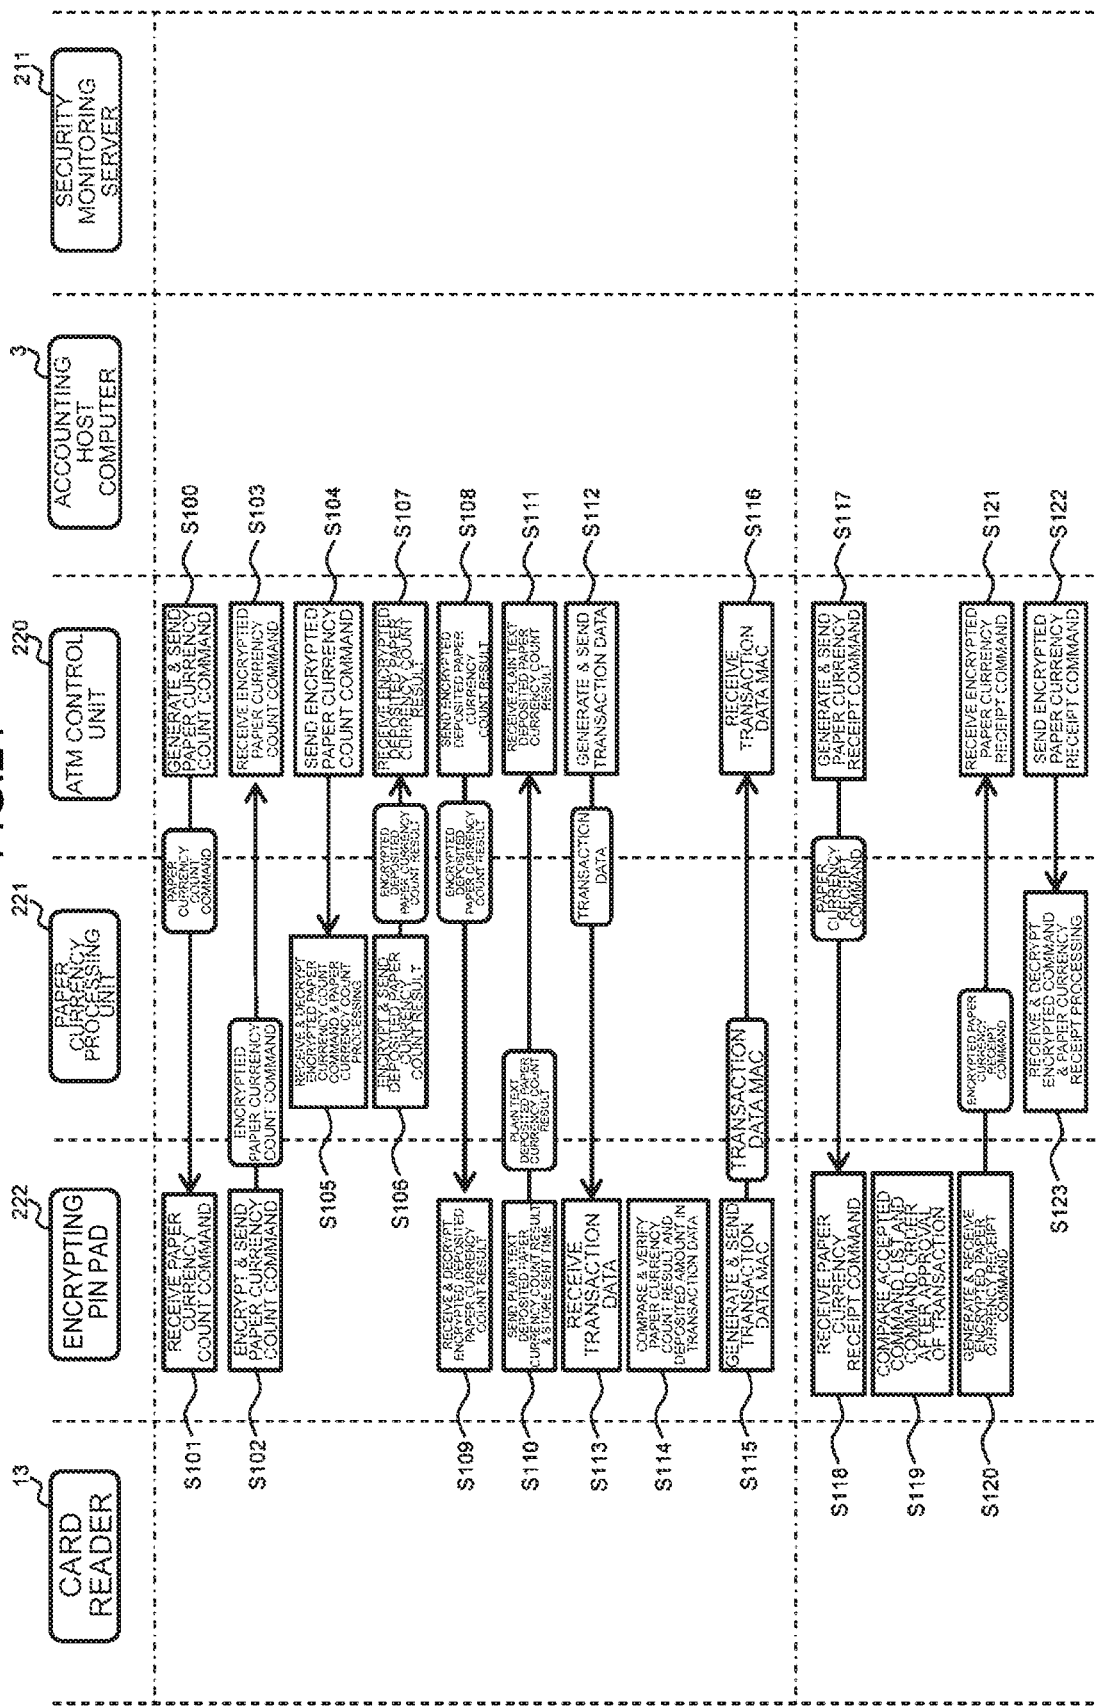 13
CARD
READER
222
ENCRYPTING
PIN PAD
221
PAPER
CURRENCY
PROCESSING
UNIT
220
ATM CONTROL
UNIT
3
ACCOUNTING
HOST
COMPUTER
211
SECURITY
MONITORING
SERVER
GENERATE & SEND
PAPER CURRENCY
COUNT COMMAND
S100
PAPER
CURRENCY
COUNT
COMMAND
S101
RECEIVE PAPER
CURRENCY
COUNT COMMAND
S102
ENCRYPT & SEND
PAPER CURRENCY
COUNT COMMAND
ENCRYPTED
PAPER CURRENCY
COUNT COMMAND
RECEIVE ENCRYPTED
PAPER CURRENCY
COUNT COMMAND
S103
SEND ENCRYPTED
PAPER CURRENCY
COUNT COMMAND
S104
S105
RECEIVE & DECRYPT
ENCRYPTED PAPER
CURRENCY COUNT
COMMAND & PAPER
CURRENCY COUNT
PROCESSING
S106
ENCRYPT & SEND
DEPOSITED PAPER
CURRENCY
COUNT RESULT
ENCRYPTED
DEPOSITED
PAPER CURRENCY
COUNT RESULT
RECEIVE ENCRYPTED
DEPOSITED PAPER
CURRENCY COUNT
RESULT
S107
SEND ENCRYPTED
DEPOSITED PAPER
CURRENCY
COUNT RESULT
S108
ENCRYPTED
DEPOSITED
PAPER CURRENCY
COUNT RESULT
S109
RECEIVE & DECRYPT
ENCRYPTED DEPOSITED
PAPER CURRENCY
COUNT RESULT
S110
SEND PLAIN TEXT
DEPOSITED PAPER
CURRENCY COUNT RESULT
& STORE SENT TIME
PLAIN TEXT
DEPOSITED PAPER
CURRENCY COUNT
RESULT
RECEIVE PLAIN TEXT
DEPOSITED PAPER
CURRENCY COUNT
RESULT
S111
GENERATE & SEND
TRANSACTION DATA
S112
TRANSACTION
DATA
S113
RECEIVE
TRANSACTION
DATA
S114
COMPARE & VERIFY
PAPER CURRENCY
COUNT RESULT AND
DEPOSITED AMOUNT IN
TRANSACTION DATA
S115
GENERATE & SEND
TRANSACTION
DATA MAC
TRANSACTION
DATA MAC
RECEIVE
TRANSACTION
DATA MAC
S116
GENERATE & SEND
PAPER CURRENCY
RECEIPT COMMAND
S117
PAPER
CURRENCY
RECEIPT
COMMAND
S118
RECEIVE PAPER
CURRENCY
RECEIPT COMMAND
S119
COMPARE ACCEPTED
COMMAND LIST AND
COMMAND ORDER
AFTER APPROVAL
OF TRANSACTION
S120
GENERATE & RECEIVE
ENCRYPTED PAPER
CURRENCY RECEIPT
COMMAND
ENCRYPTED PAPER
CURRENCY
RECEIPT
COMMAND
RECEIVE ENCRYPTED
PAPER CURRENCY
RECEIPT COMMAND
S121
SEND ENCRYPTED
PAPER CURRENCY
RECEIPT COMMAND
S122
S123
RECEIVE & DECRYPT
ENCRYPTED COMMAND
& PAPER CURRENCY
RECEIPT PROCESSING